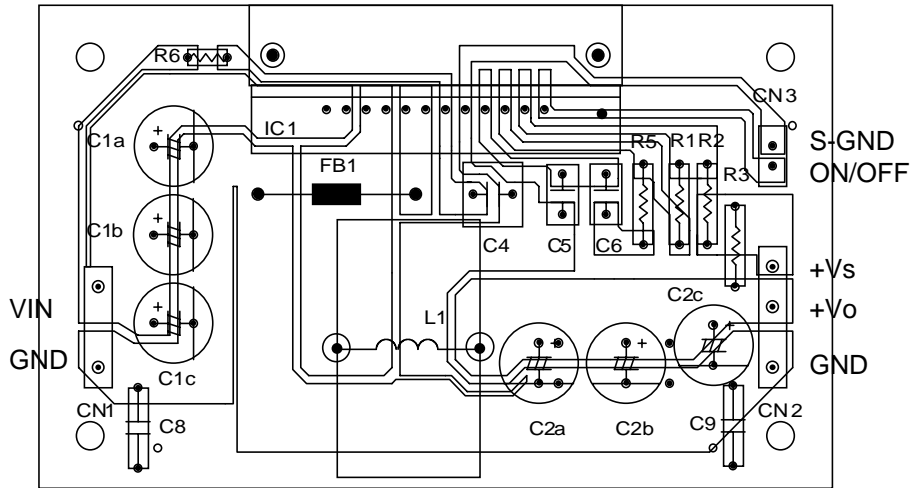 R6
C1a
IC1
CN3
S-GND
ON/OFF
R5
R1
R2
R3
FB1
C1b
C4
C5
C6
+Vs
C2c
+Vo
VIN
L1
GND
GND
C1c
CN1
C8
C2a
C2b
C9
CN2
+
+
+
+
+
+